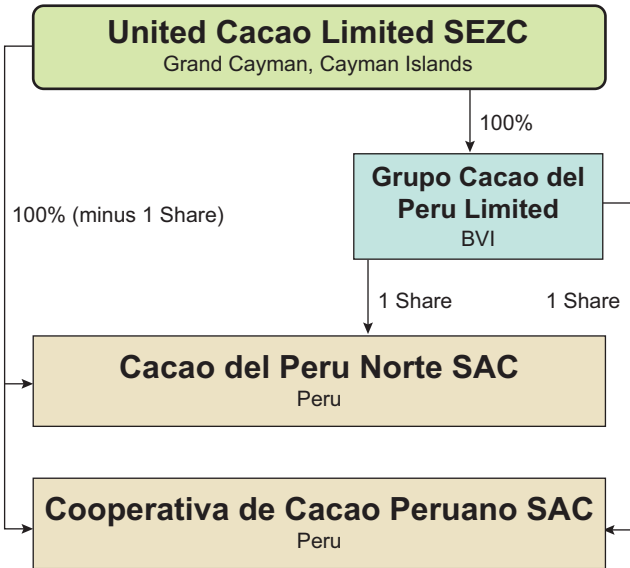 United Cacao Limited SEZC
Grand Cayman, Cayman Islands
100%
Grupo Cacao del
Peru Limited
BVI
100% (minus 1 Share)
1 Share
1 Share
Cacao del Peru Norte SAC
Peru
Cooperativa de Cacao Peruano SAC
Peru